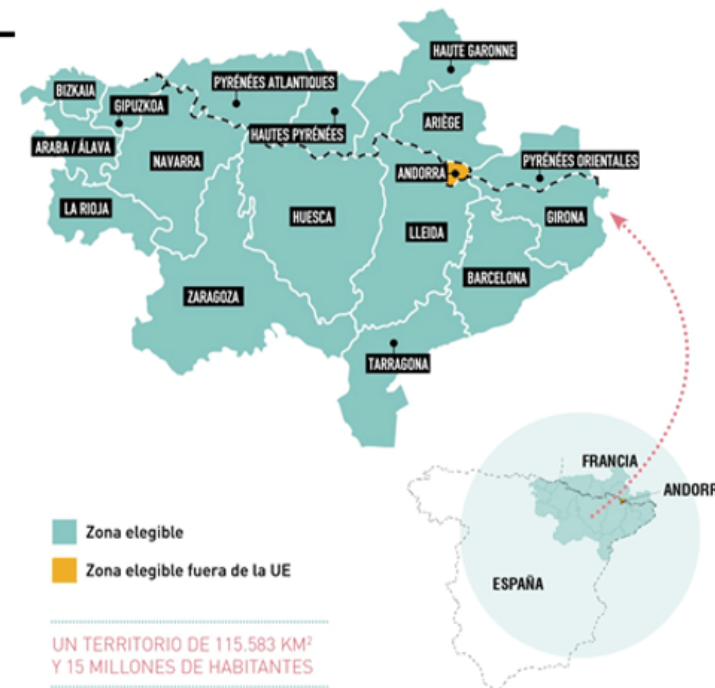 HAUTE GARONNE
PYRÉNÉES ATLANTIQUES
BIZKAIA
GIPUZKOA
ARIÈGE
HAUTES PYRÉNÉES
ARABA / ÁLAVA
NAVARRA
PYRÉNÉES ORIENTALES
ANDORRA
LA RIOJA
HUESCA
GIRONA
LLEIDA
BARCELONA
ZARAGOZA
TARRAGONA
FRANCIA
ANDORR
ESPAÑA
Zona elegible
Zona elegible fuera de la UE
UN TERRITORIO DE 115.583 KM²
Y 15 MILLONES DE HABITANTES